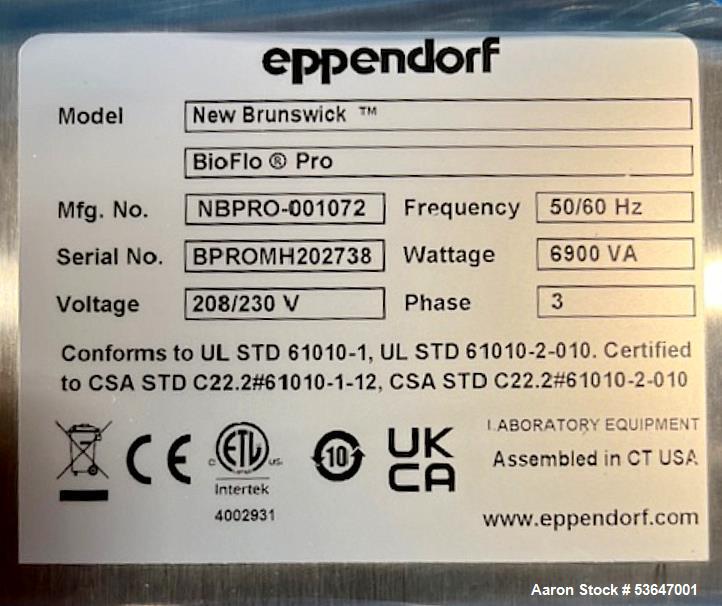 eppendorf
Model New Brunswick ™
BioFlo ® Pro
Mfg. No. NBPRO-001072 Frequency 50/60 Hz
Serial No. BPROMH202738 Wattage 6900 VA
Voltage 208/230 V Phase 3
Conforms to UL STD 61010-1, UL STD 61010-2-010. Certified
to CSA STD C22.2#61010-1-12, CSA STD C22.2#61010-2-010
CE
c ETL us
Intertek
4002931
10
UK
CA
LABORATORY EQUIPMENT
Assembled in CT USA
www.eppendorf.com
Aaron Stock # 53647001